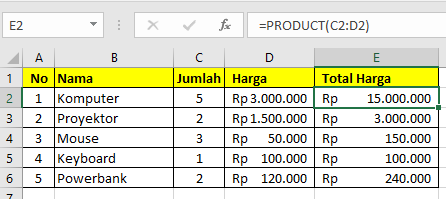 E2 fx =PRODUCT(C2:D2)
A B C D E
1 No Nama Jumlah Harga Total Harga
2 1 Komputer 5 Rp 3.000.000 Rp 15.000.000
3 2 Proyektor 2 Rp 1.500.000 Rp 3.000.000
4 3 Mouse 3 Rp 50.000 Rp 150.000
5 4 Keyboard 1 Rp 100.000 Rp 100.000
6 5 Powerbank 2 Rp 120.000 Rp 240.000